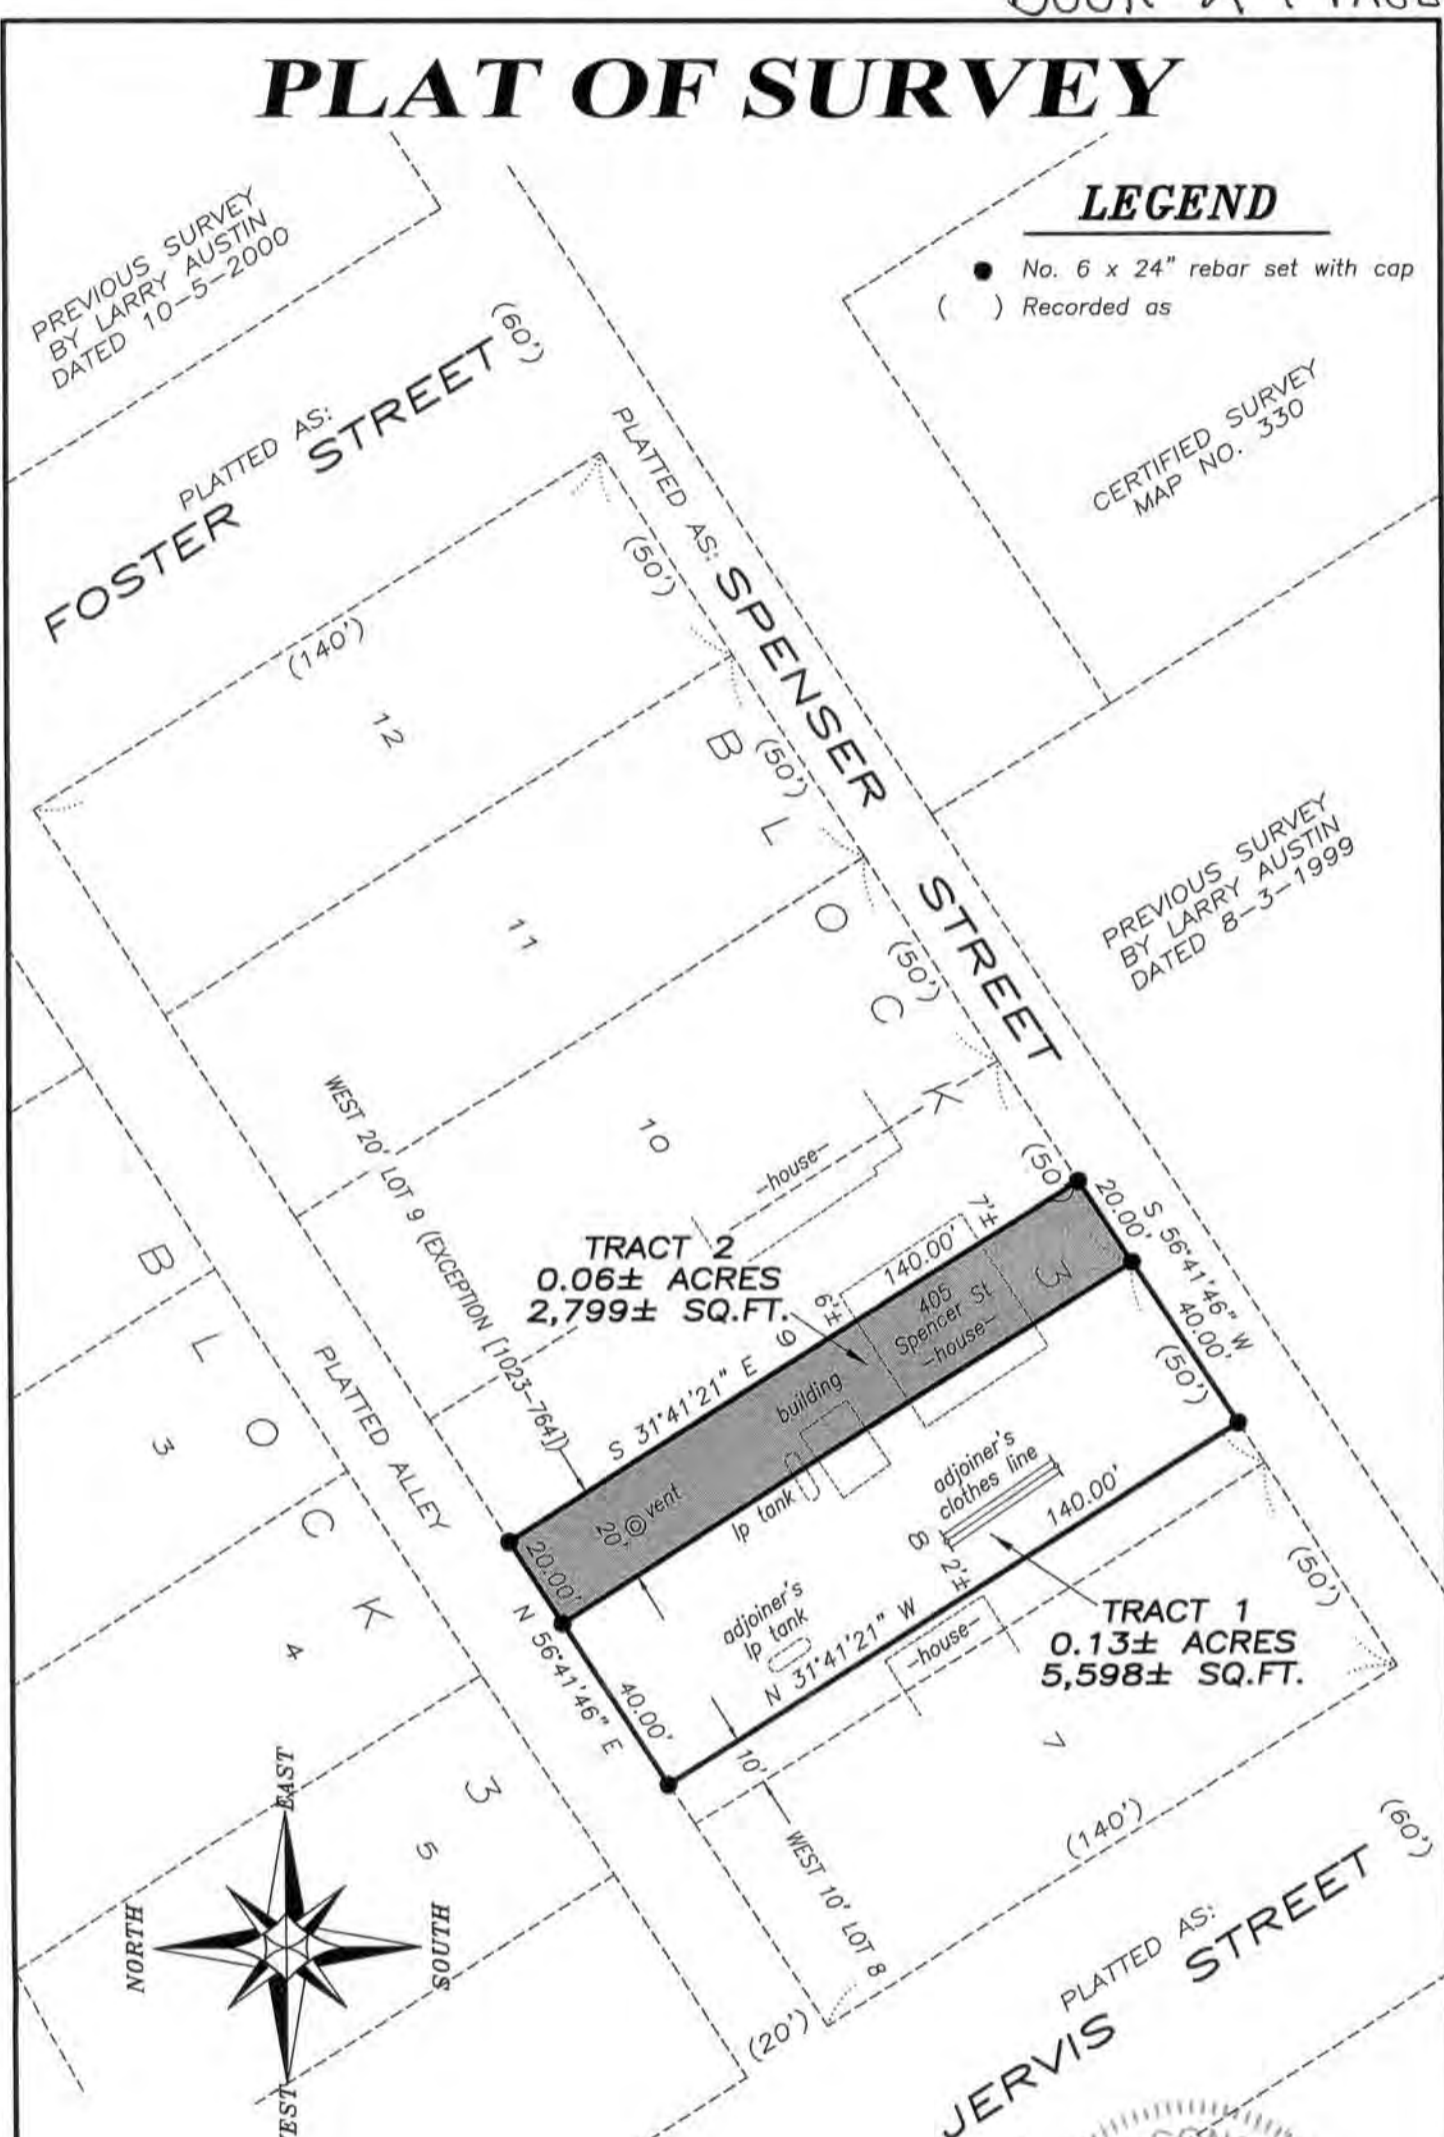 BOOK
PAGE
PLAT OF SURVEY
LEGEND
No. 6 x 24" rebar set with cap
( ) Recorded as
PREVIOUS SURVEY
BY LARRY AUSTIN
DATED 10-5-2000
PLATTED AS:
FOSTER STREET (60')
PLATTED AS:
SPENSER STREET
CERTIFIED SURVEY
MAP NO. 330
(50')
(140')
12
(50')
11
(50')
10
BLOCK
3
PREVIOUS SURVEY
BY LARRY AUSTIN
DATED 8-3-1999
WEST 20' LOT 9 (EXCEPTION [1023-764])
-house-
(50')
TRACT 2
0.06± ACRES
2,799± SQ.FT.
7'±
140.00'
6'±
405
Spencer St
-house-
20.00'
S 56°41'46" W
40.00'
(50')
S 31°41'21" E
9
building
vent
20'
20.00'
lp tank
adjoiner's
clothes line
140.00'
8
2'±
adjoiner's
lp tank
N 31°41'21" W
-house-
N 56°41'46" E
40.00'
10'
TRACT 1
0.13± ACRES
5,598± SQ.FT.
(50')
7
WEST 10' LOT 8
(140')
(20')
PLATTED ALLEY
BLOCK
3
3
4
5
EAST
NORTH
SOUTH
PLATTED AS:
JERVIS STREET (60')